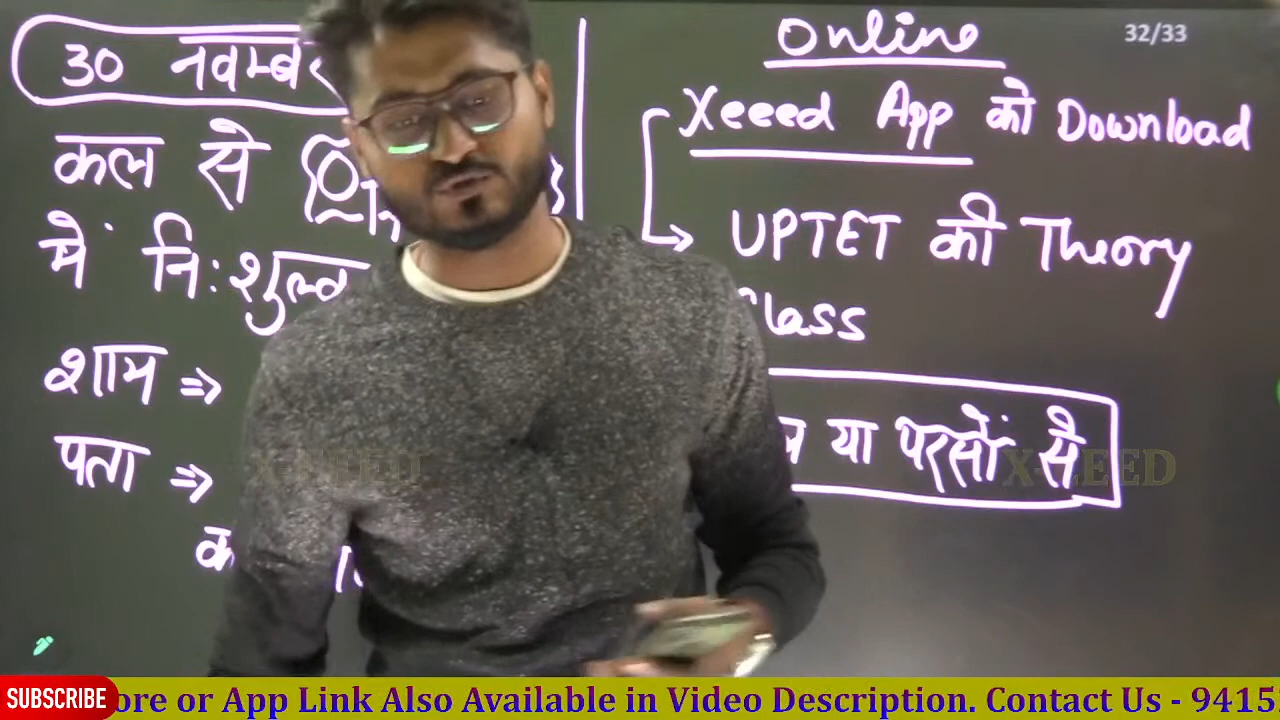 30 नवम्बर
कल से
में नि:शुल्क
शाम ⇒
पता ⇒
Online
32/33
Xeeed App को Download
UPTET की Theory
Class
या परसों से
X-EEED
SUBSCRIBE
ore or App Link Also Available in Video Description. Contact Us - 9415